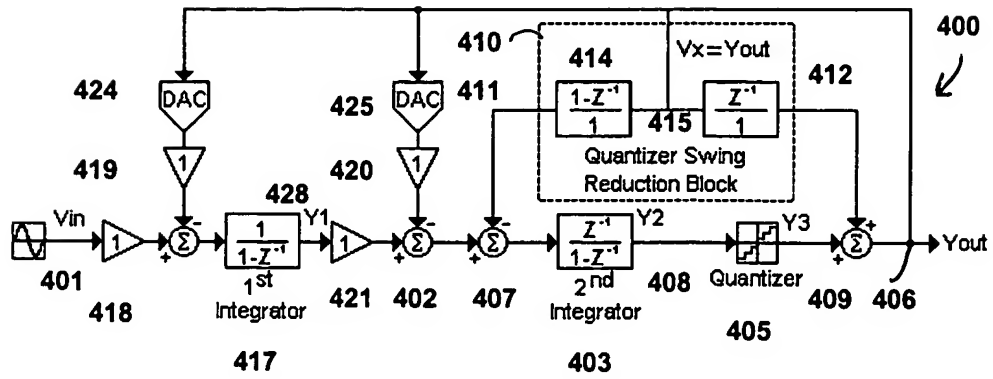 400
410
Vx=Yout
424
DAC
425
DAC
411
414
1-Z⁻¹
1
415
Z⁻¹
1
412
Quantizer Swing
Reduction Block
419
1
420
1
428
Vin
1
Σ
+
-
1
1-Z⁻¹
Y1
1
Σ
+
-
Σ
+
-
Z⁻¹
1-Z⁻¹
Y2
Y3
Σ
+
+
Yout
401
418
1st
Integrator
421
402
407
2nd
Integrator
408
Quantizer
405
409
406
417
403